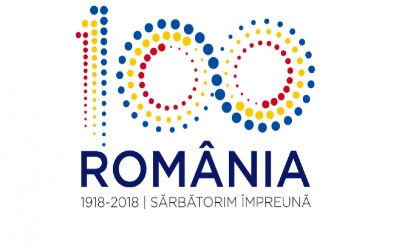 100
ROMÂNIA
1918-2018 | SĂRBĂTORIM ÎMPREUNĂ